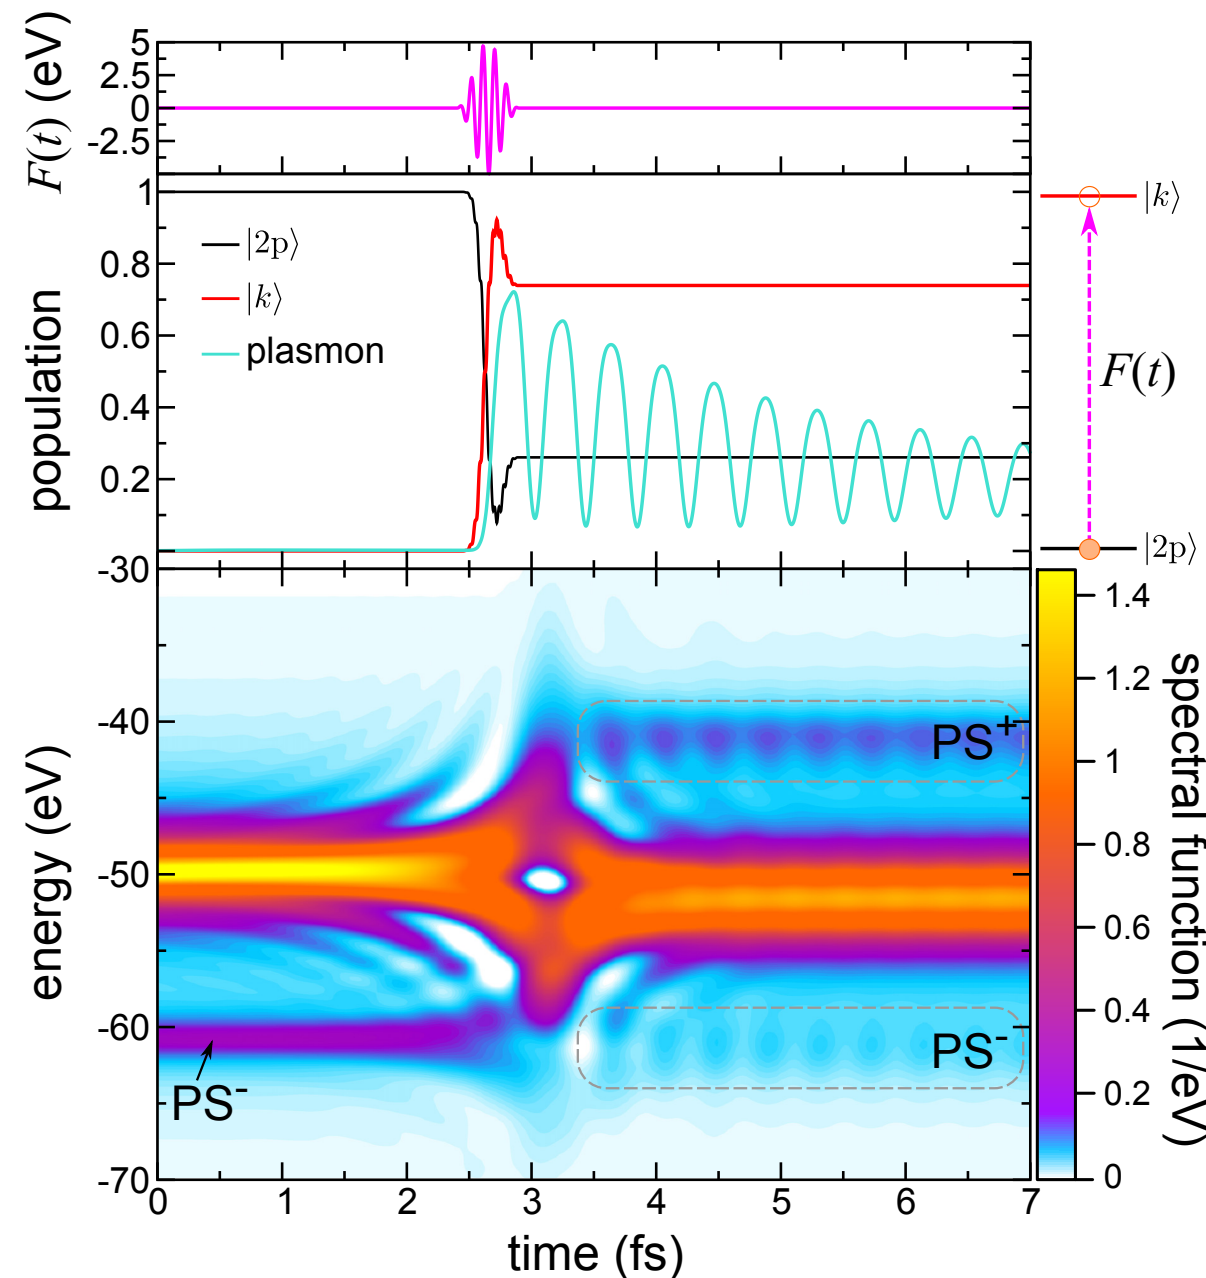 F(t) (eV)
5
2.5
0
-2.5
population
1
0.8
0.6
0.4
0.2
|2p⟩
|k⟩
plasmon
|k⟩
F(t)
|2p⟩
energy (eV)
-30
-40
-50
-60
-70
PS⁺
PS⁻
PS⁻
0 1 2 3 4 5 6 7
time (fs)
1.4
1.2
1
0.8
0.6
0.4
0.2
0
spectral function (1/eV)